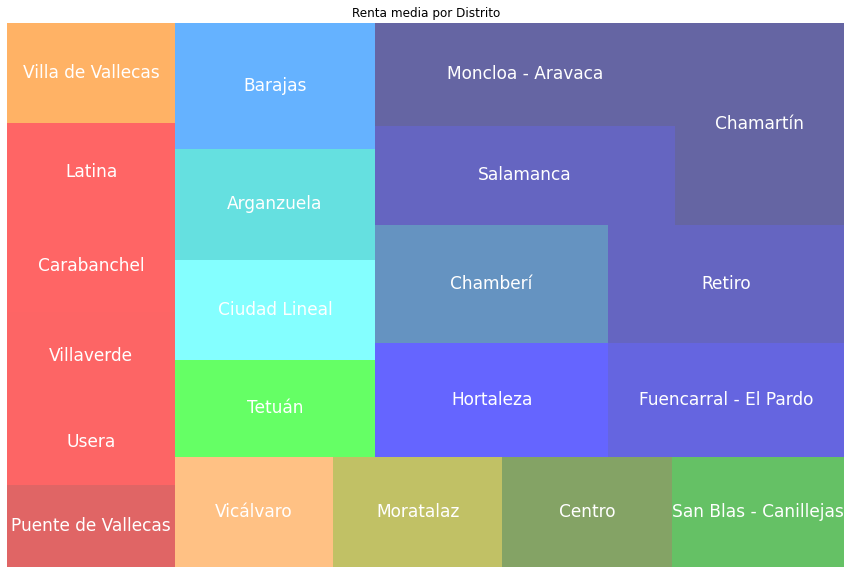 Renta media por Distrito
Villa de Vallecas
Barajas
Moncloa - Aravaca
Chamartín
Latina
Salamanca
Arganzuela
Carabanchel
Chamberí
Retiro
Ciudad Lineal
Villaverde
Tetuán
Hortaleza
Fuencarral - El Pardo
Usera
Puente de Vallecas
Vicálvaro
Moratalaz
Centro
San Blas - Canillejas